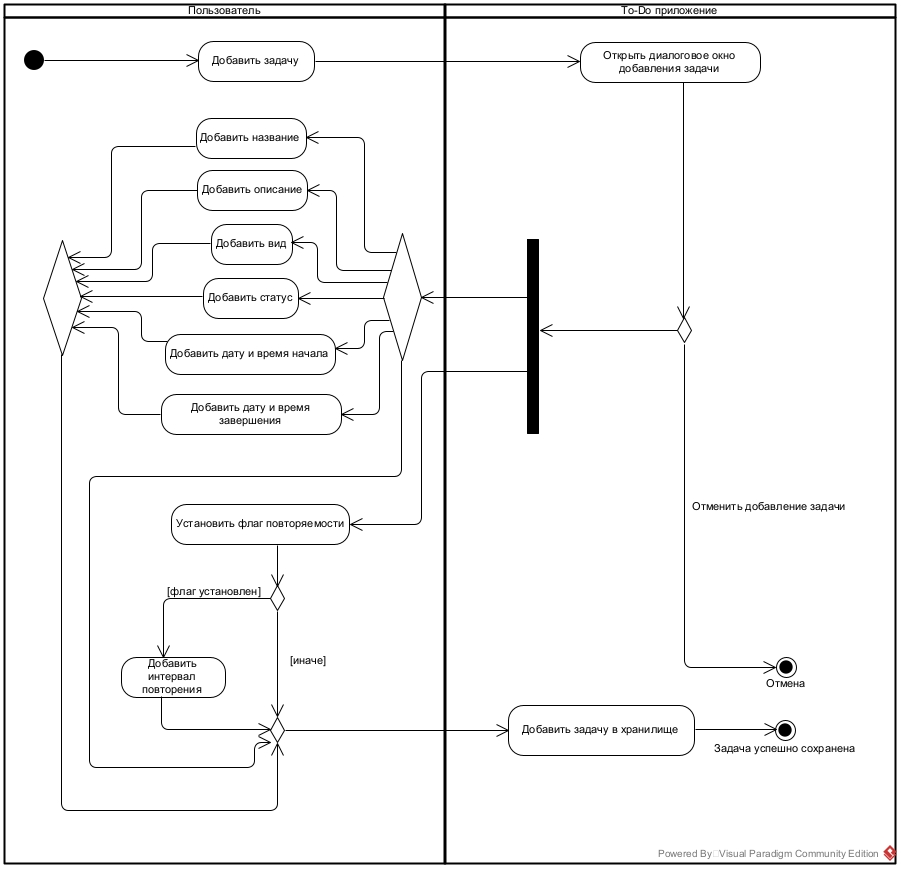 Пользователь
To-Do приложение
Добавить задачу
Открыть диалоговое окно
добавления задачи
Добавить название
Добавить описание
Добавить вид
Добавить статус
Добавить дату и время начала
Добавить дату и время
завершения
Отменить добавление задачи
Установить флаг повторяемости
[флаг установлен]
[иначе]
Добавить
интервал
повторения
Отмена
Добавить задачу в хранилище
Задача успешно сохранена
Powered By Visual Paradigm Community Edition